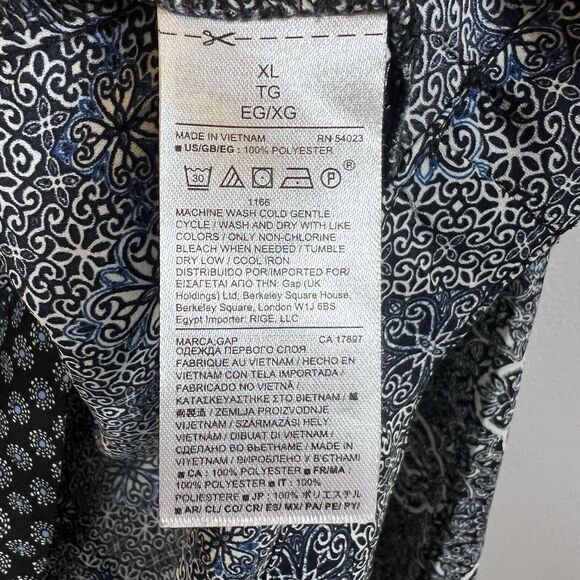 XL
TG
EG/XG
MADE IN VIETNAM RN 54023
■ US/GB/EG : 100% POLYESTER
30 P ®
1166
MACHINE WASH COLD GENTLE
CYCLE / WASH AND DRY WITH LIKE
COLORS / ONLY NON-CHLORINE
BLEACH WHEN NEEDED / TUMBLE
DRY LOW / COOL IRON
DISTRIBUIDO POR/IMPORTED FOR/
ΕΙΣΑΓΕΤΑΙ ΑΠΟ ΤΗΝ: Gap (UK
Holdings) Ltd, Berkeley Square House,
Berkeley Square, London W1J 6BS
Egypt Importer: RIGE, LLC
MARCA:GAP CA 17897
ОДЕЖДА ПЕРВОГО СЛОЯ
FABRIQUE AU VIETNAM / HECHO EN
VIETNAM CON TELA IMPORTADA /
FABRICADO NO VIETNÃ /
ΚΑΤΑΣΚΕΥΑΣΤΗΚΕ ΣΤΟ ΒΙΕΤΝΑΜ / 越
南製造 / ZEMLJA PROIZVODNJE
VIJETNAM / SZÁRMAZÁSI HELY
VIETNAM / DIBUAT DI VIETNAM /
СДЕЛАНО ВО ВЬЕТНАМЕ / MADE IN
VIYETNAM / ВИРОБЛЕНО У В'ЄТНАМІ
■ CA : 100% POLYESTER ■ FR/MA :
100% POLYESTER ■ IT : 100%
POLIESTERE ■ JP : 100% ポリエステル
■ AR/ CL/ CO/ CR/ ES/ MX/ PA/ PE/ PY/